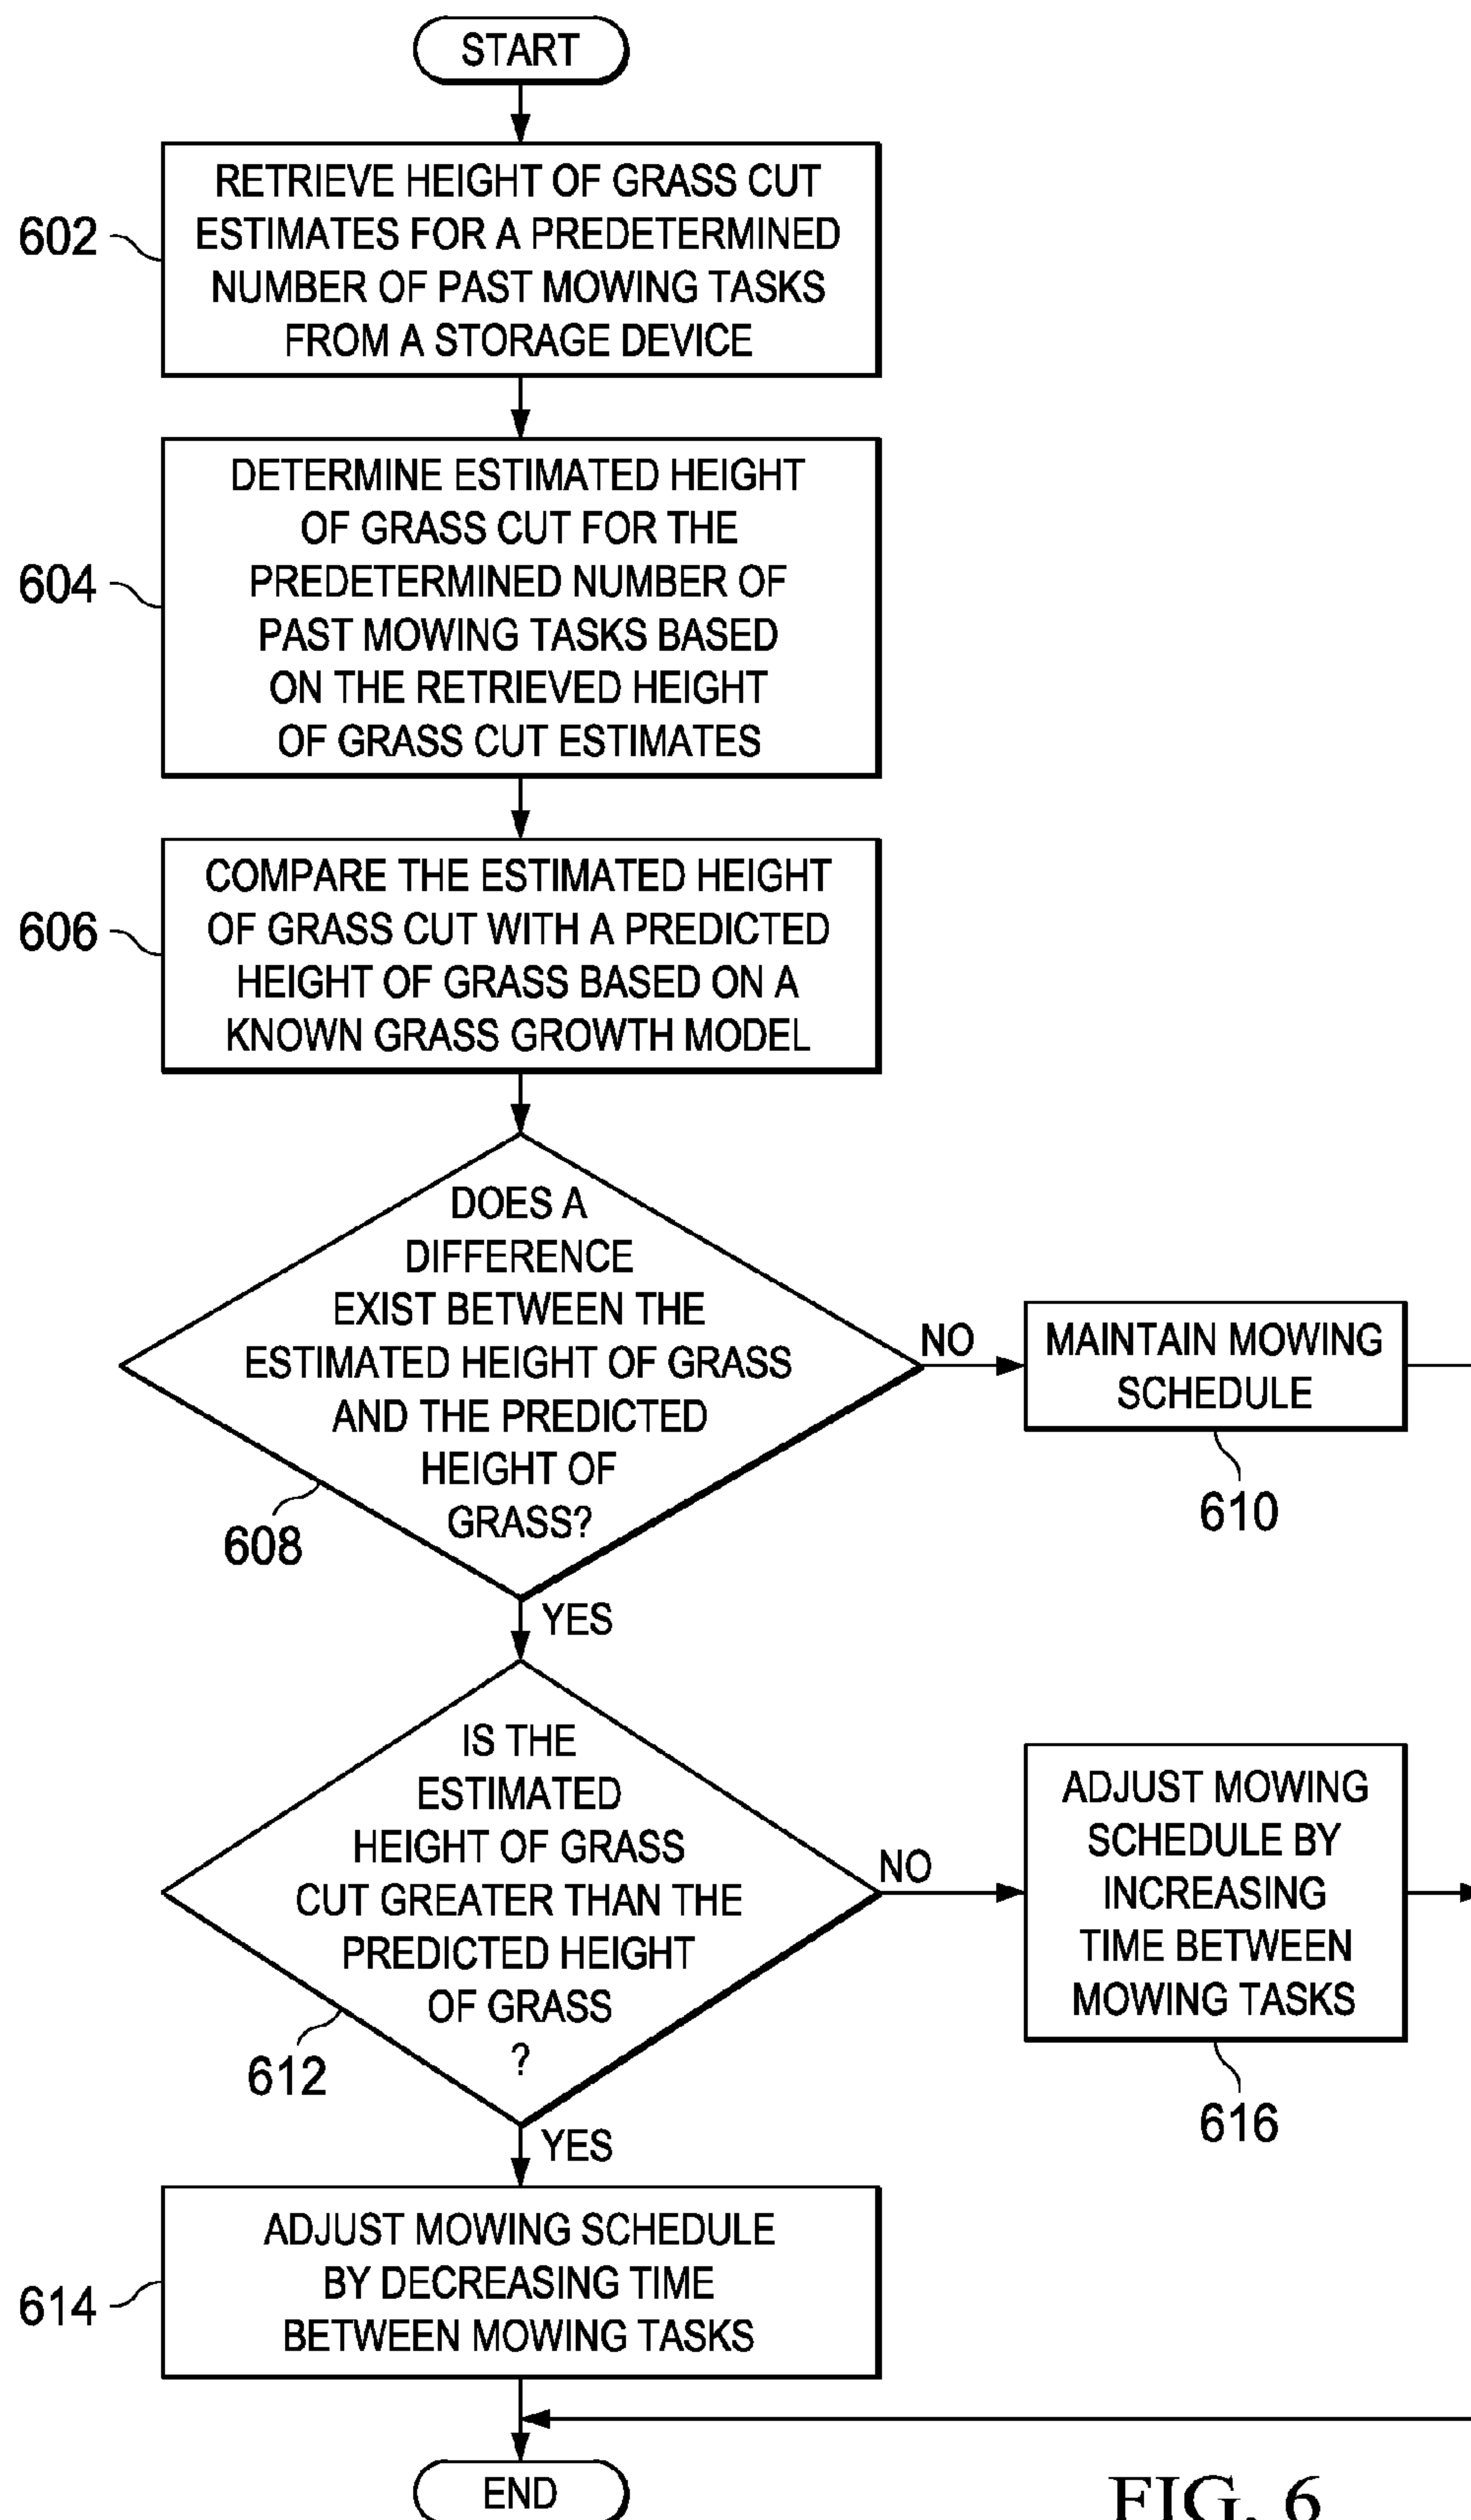 START
RETRIEVE HEIGHT OF GRASS CUT
ESTIMATES FOR A PREDETERMINED
NUMBER OF PAST MOWING TASKS
FROM A STORAGE DEVICE
602
DETERMINE ESTIMATED HEIGHT
OF GRASS CUT FOR THE
PREDETERMINED NUMBER OF
PAST MOWING TASKS BASED
ON THE RETRIEVED HEIGHT
OF GRASS CUT ESTIMATES
604
COMPARE THE ESTIMATED HEIGHT
OF GRASS CUT WITH A PREDICTED
HEIGHT OF GRASS BASED ON A
KNOWN GRASS GROWTH MODEL
606
DOES A
DIFFERENCE
EXIST BETWEEN THE
ESTIMATED HEIGHT OF GRASS
AND THE PREDICTED
HEIGHT OF
GRASS?
608
NO
MAINTAIN MOWING
SCHEDULE
610
YES
IS THE
ESTIMATED
HEIGHT OF GRASS
CUT GREATER THAN THE
PREDICTED HEIGHT
OF GRASS
?
612
NO
ADJUST MOWING
SCHEDULE BY
INCREASING
TIME BETWEEN
MOWING TASKS
616
YES
ADJUST MOWING SCHEDULE
BY DECREASING TIME
BETWEEN MOWING TASKS
614
END
FIG. 6